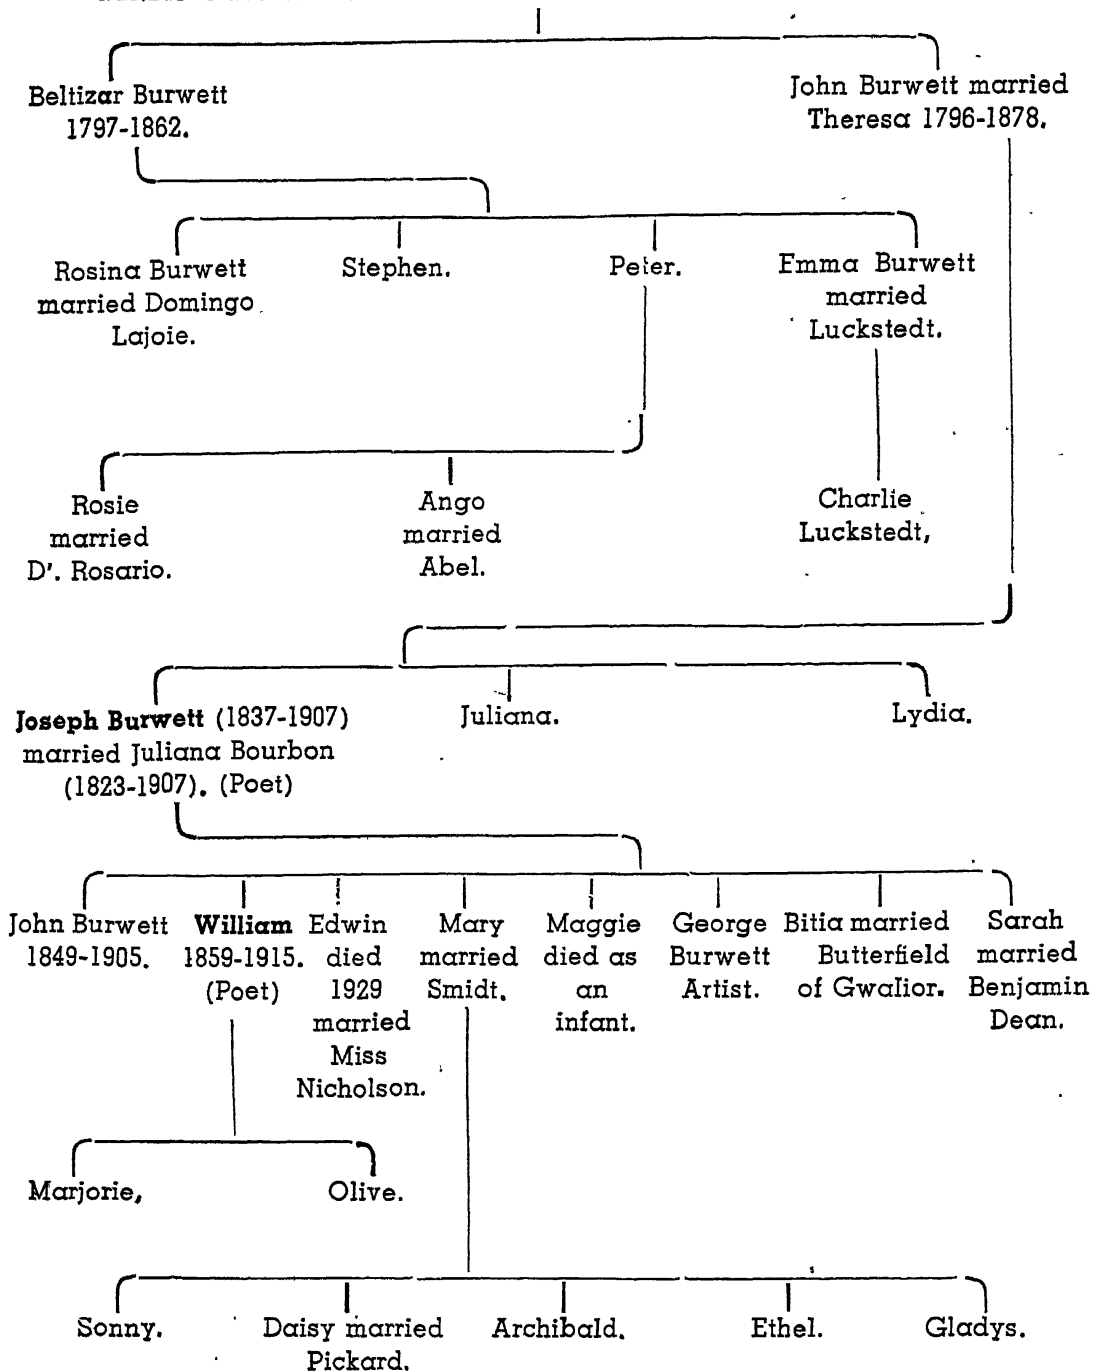 Beltizar Burwett
1797-1862.
John Burwett married
Theresa 1796-1878.
Rosina Burwett
married Domingo
Lajoie.
Stephen.
Peter.
Emma Burwett
married
Luckstedt.
Rosie
married
D'. Rosario.
Ango
married
Abel.
Charlie
Luckstedt,
Joseph Burwett (1837-1907)
married Juliana Bourbon
(1823-1907). (Poet)
Juliana.
Lydia.
John Burwett
1849-1905.
William
1859-1915.
(Poet)
Edwin
died
1929
married
Miss
Nicholson.
Mary
married
Smidt.
Maggie
died as
an
infant.
George
Burwett
Artist.
Bitia married
Butterfield
of Gwalior.
Sarah
married
Benjamin
Dean.
Marjorie,
Olive.
Sonny.
Daisy married
Pickard.
Archibald.
Ethel.
Gladys.